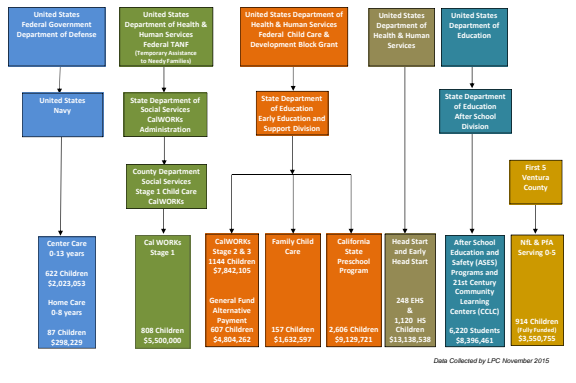 United States
Federal Government
Department of Defense
United States
Department of Health &
Human Services
Federal TANF
(Temporary Assistance
to Needy Families)
United States Department of
Health & Human Services
Federal Child Care &
Development Block Grant
United States
Department of
Health & Human
Services
United States
Department of
Education
United States
Navy
State Department of
Social Services
CalWORKs
Administration
State Department
of Education
Early Education and
Support Division
State Department
of Education
After School
Division
County Department
Social Services
Stage 1 Child Care
CalWORKs
First 5
Ventura
County
Center Care
0-13 years
622 Children
$2,023,053
Home Care
0-8 years
87 Children
$298,229
Cal WORKs
Stage 1
808 Children
$5,500,000
CalWORKs
Stage 2 & 3
1144 Children
$7,842,105
General Fund
Alternative
Payment
607 Children
$4,804,262
Family Child
Care
157 Children
$1,632,597
California
State
Preschool
Program
2,606 Children
$9,129,721
Head Start
and Early
Head Start
248 EHS
&
1,120 HS
Children
$13,138,538
After School
Education and
Safety (ASES)
Programs and
21st Century
Community
Learning
Centers (CCLC)
6,220 Students
$8,396,461
NfL & PfA
Serving 0-5
914 Children
(Fully Funded)
$3,550,755
Data Collected by LPC November 2015